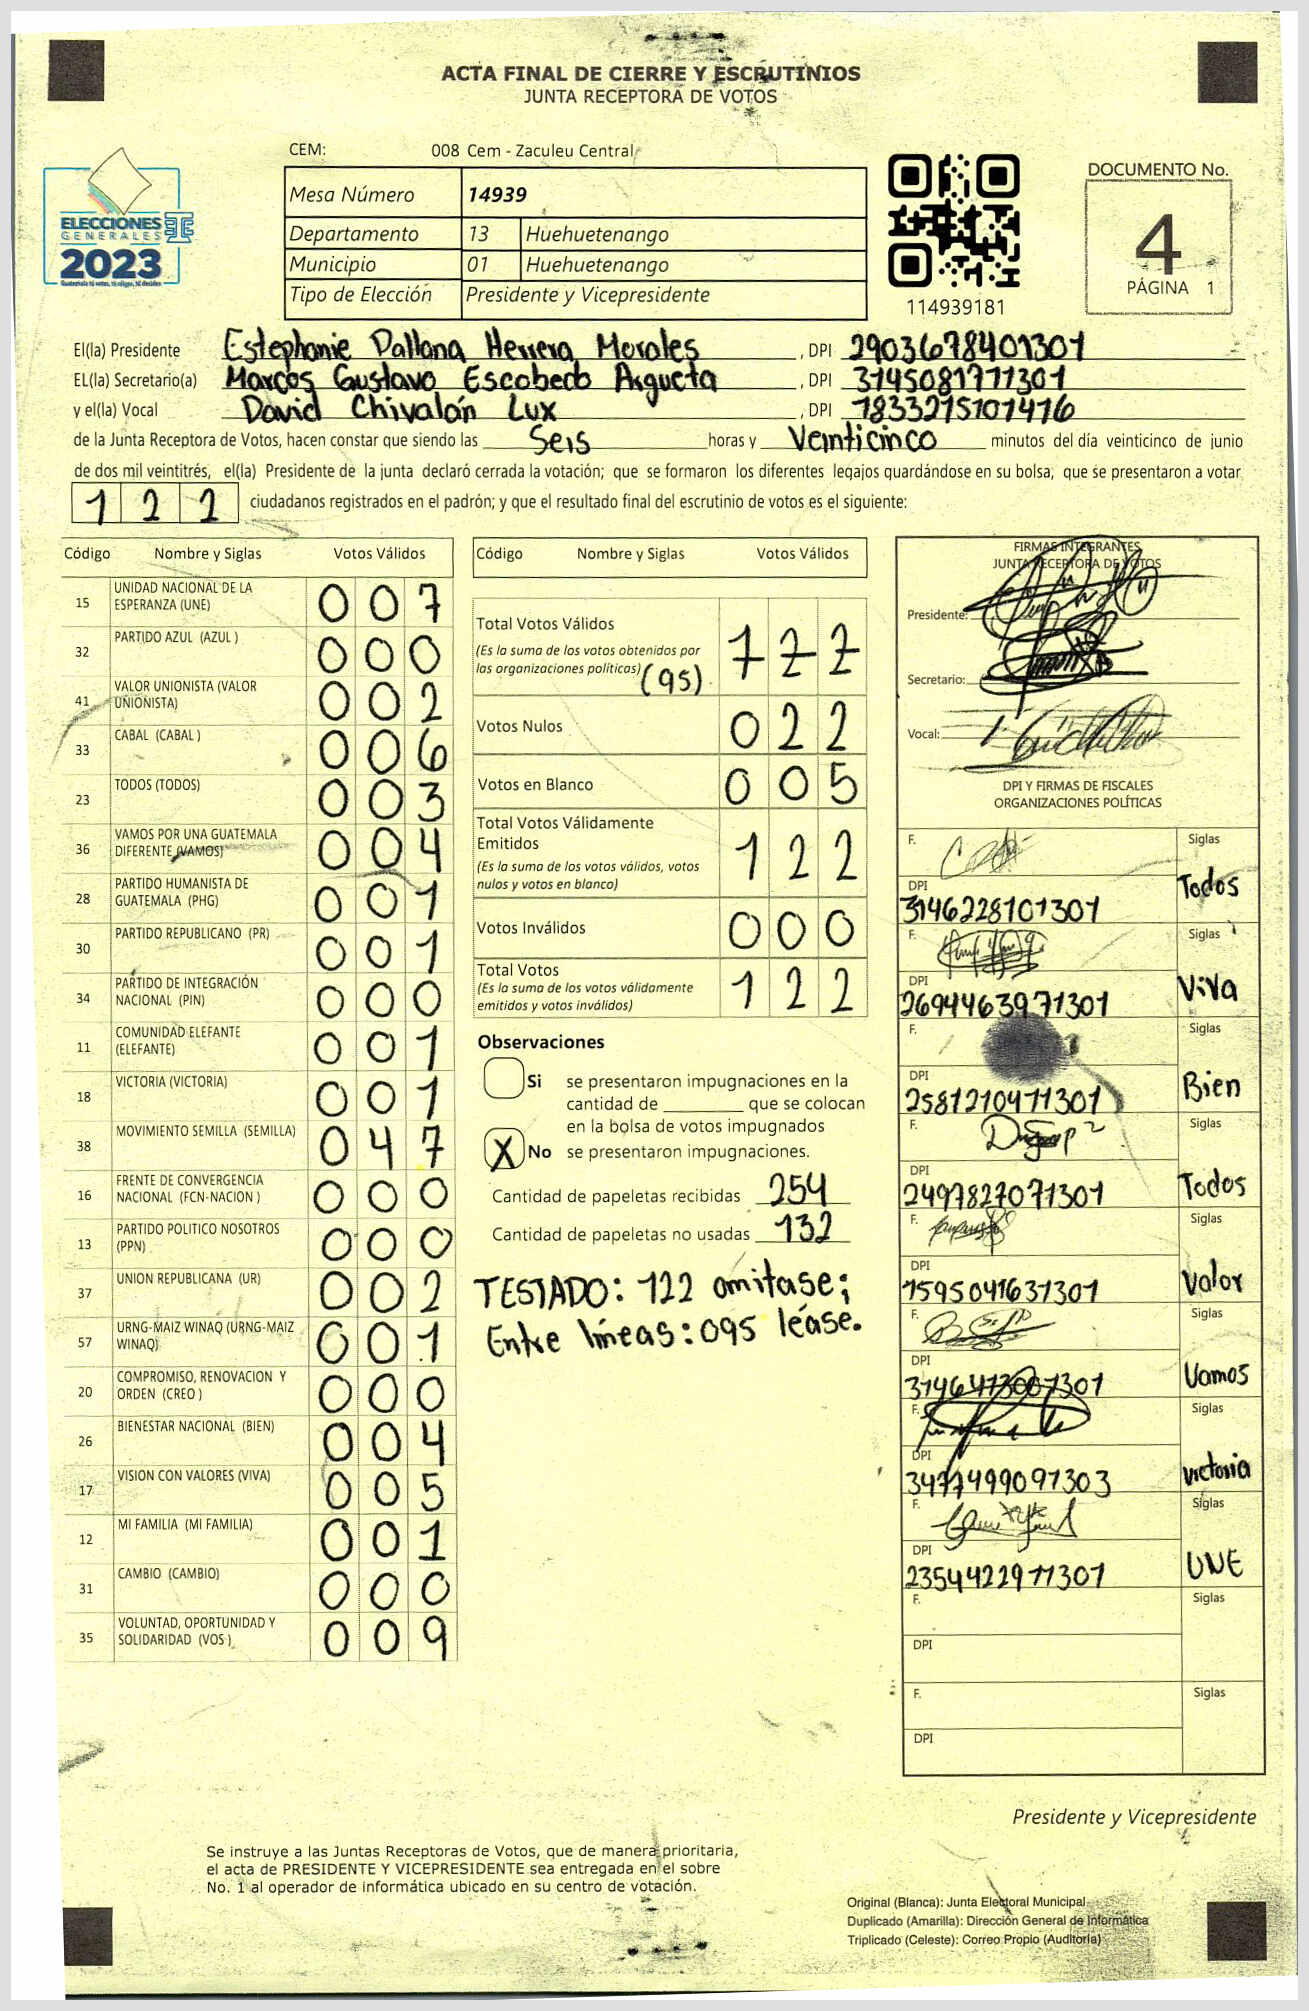 ACTA FINAL DE CIERRE Y ESCRUTINIOS
JUNTA RECEPTORA DE VOTOS
CEM: 008 Cem - Zaculeu Central
Mesa Número 14939
Departamento 13 Huehuetenango
Municipio 01 Huehuetenango
Tipo de Elección Presidente y Vicepresidente
ELECCIONES
GENERALES
2023
TSE
114939181
DOCUMENTO No.
4
PÁGINA 1
El(la) Presidente Estephanie Dallana Herrera Morales , DPI 2903678401301
EL(la) Secretario(a) Marcos Gustavo Escobedo Argueta , DPI 3145081711301
y el(la) Vocal David Chivalán Lux , DPI 1833215101416
de la Junta Receptora de Votos, hacen constar que siendo las Seis horas y Veinticinco minutos del día veinticinco de junio
de dos mil veintitrés, el(la) Presidente de la junta declaró cerrada la votación; que se formaron los diferentes legajos guardándose en su bolsa, que se presentaron a votar
1 2 2 ciudadanos registrados en el padrón; y que el resultado final del escrutinio de votos es el siguiente:
Código Nombre y Siglas Votos Válidos
15 UNIDAD NACIONAL DE LA ESPERANZA (UNE) 0 0 7
32 PARTIDO AZUL (AZUL ) 0 0 0
41 VALOR UNIONISTA (VALOR UNIONISTA) 0 0 2
33 CABAL (CABAL ) 0 0 6
23 TODOS (TODOS) 0 0 3
36 VAMOS POR UNA GUATEMALA DIFERENTE (VAMOS) 0 0 4
28 PARTIDO HUMANISTA DE GUATEMALA (PHG) 0 0 1
30 PARTIDO REPUBLICANO (PR) 0 0 1
34 PARTIDO DE INTEGRACIÓN NACIONAL (PIN) 0 0 0
11 COMUNIDAD ELEFANTE (ELEFANTE) 0 0 1
18 VICTORIA (VICTORIA) 0 0 1
38 MOVIMIENTO SEMILLA (SEMILLA) 0 4 7
16 FRENTE DE CONVERGENCIA NACIONAL (FCN-NACION ) 0 0 0
13 PARTIDO POLITICO NOSOTROS (PPN) 0 0 0
37 UNION REPUBLICANA (UR) 0 0 2
57 URNG-MAIZ WINAQ (URNG-MAIZ WINAQ) 0 0 1
20 COMPROMISO, RENOVACION Y ORDEN (CREO ) 0 0 0
26 BIENESTAR NACIONAL (BIEN) 0 0 4
17 VISION CON VALORES (VIVA) 0 0 5
12 MI FAMILIA (MI FAMILIA) 0 0 1
31 CAMBIO (CAMBIO) 0 0 0
35 VOLUNTAD, OPORTUNIDAD Y SOLIDARIDAD (VOS ) 0 0 9
Código Nombre y Siglas Votos Válidos
Total Votos Válidos 1 2 2
(Es la suma de los votos obtenidos por
las organizaciones políticas) (95)
Votos Nulos 0 2 2
Votos en Blanco 0 0 5
Total Votos Válidamente
Emitidos 1 2 2
(Es la suma de los votos válidos, votos
nulos y votos en blanco)
Votos Inválidos 0 0 0
Total Votos 1 2 2
(Es la suma de los votos válidamente
emitidos y votos inválidos)
Observaciones
Si se presentaron impugnaciones en la
cantidad de ________ que se colocan
en la bolsa de votos impugnados
X No se presentaron impugnaciones.
Cantidad de papeletas recibidas 254
Cantidad de papeletas no usadas 132
TESTADO: 122 omitase;
Entre líneas: 095 léase.
FIRMAS INTEGRANTES
JUNTA RECEPTORA DE VOTOS
Presidente:
Secretario:
Vocal:
DPI Y FIRMAS DE FISCALES
ORGANIZACIONES POLÍTICAS
F. Siglas
DPI Todos
3146228101301
F. Siglas
DPI Viva
2694463971301
F. Siglas
DPI Bien
2581210411301
F. Siglas
DPI Todos
2497827071301
F. Siglas
DPI Valor
1595041631301
F. Siglas
DPI Vamos
F. Siglas
DPI Victoria
F. Siglas
DPI UNE
2354422911301
F. Siglas
DPI
F. Siglas
DPI
Presidente y Vicepresidente
Se instruye a las Juntas Receptoras de Votos, que de manera prioritaria,
el acta de PRESIDENTE Y VICEPRESIDENTE sea entregada en el sobre
No. 1 al operador de informática ubicado en su centro de votación.
Original (Blanca): Junta Electoral Municipal
Duplicado (Amarilla): Dirección General de Informática
Triplicado (Celeste): Correo Propio (Auditoría)